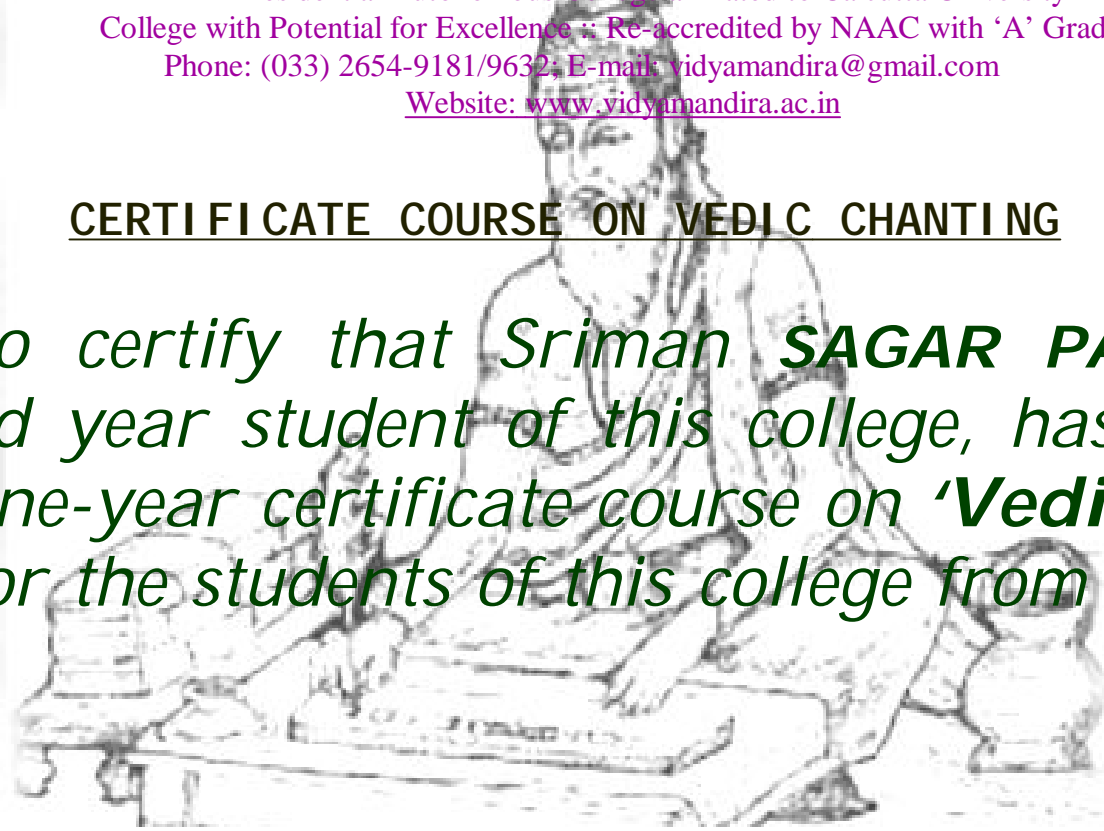 College with Potential for Excellence :: Re-accredited by NAAC with ‘A’ Grad
Phone: (033) 2654-9181/9632; E-mail: vidyamandira@gmail.com
Website: www.vidyamandira.ac.in
CERTIFICATE COURSE ON VEDIC CHANTING
o certify that Sriman SAGAR PA
d year student of this college, has
ne-year certificate course on ‘Vedi
or the students of this college from